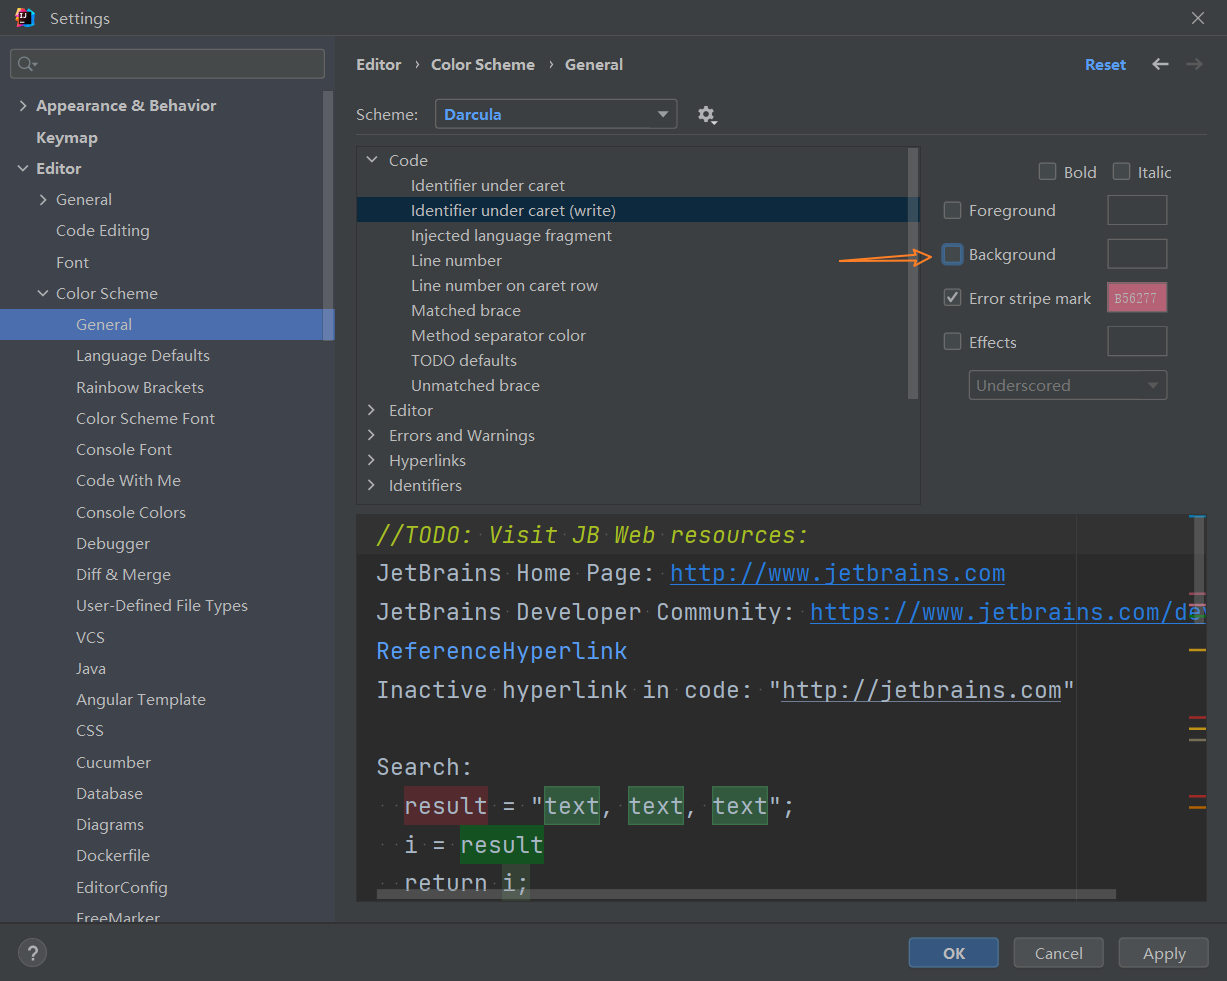 Settings
Appearance & Behavior
Keymap
Editor
General
Code Editing
Font
Color Scheme
General
Language Defaults
Rainbow Brackets
Color Scheme Font
Console Font
Code With Me
Console Colors
Debugger
Diff & Merge
User-Defined File Types
VCS
Java
Angular Template
CSS
Cucumber
Database
Diagrams
Dockerfile
EditorConfig
FreeMarker
Editor › Color Scheme › General
Reset
Scheme: Darcula
Code
Identifier under caret
Identifier under caret (write)
Injected language fragment
Line number
Line number on caret row
Matched brace
Method separator color
TODO defaults
Unmatched brace
Editor
Errors and Warnings
Hyperlinks
Identifiers
Bold Italic
Foreground
Background
Error stripe mark B56277
Effects
Underscored
//TODO: Visit JB Web resources:
JetBrains Home Page: http://www.jetbrains.com
JetBrains Developer Community: https://www.jetbrains.com/dev
ReferenceHyperlink
Inactive hyperlink in code: "http://jetbrains.com"
Search:
result = "text, text, text";
i = result
return i;
?
OK Cancel Apply